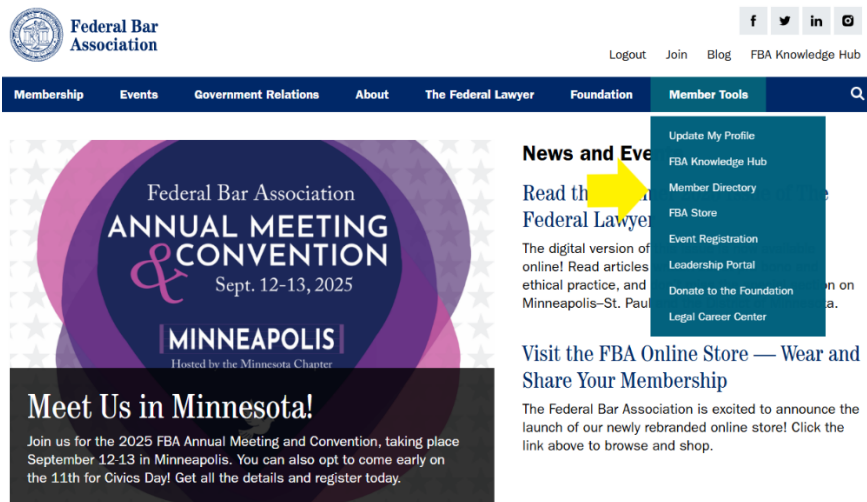 Federal Bar
Association
Logout Join Blog FBA Knowledge Hub
Membership Events Government Relations About The Federal Lawyer Foundation Member Tools
Update My Profile
FBA Knowledge Hub
Member Directory
FBA Store
Event Registration
Leadership Portal
Donate to the Foundation
Legal Career Center
Federal Bar Association
ANNUAL MEETING
& CONVENTION
Sept. 12-13, 2025
MINNEAPOLIS
Hosted by the Minnesota Chapter
Meet Us in Minnesota!
Join us for the 2025 FBA Annual Meeting and Convention, taking place
September 12-13 in Minneapolis. You can also opt to come early on
the 11th for Civics Day! Get all the details and register today.
News and Eve
Read th of The
Federal Lawyer
The digital version of
online! Read articles
ethical practice, and on
Minneapolis–St. Paul
Visit the FBA Online Store — Wear and
Share Your Membership
The Federal Bar Association is excited to announce the
launch of our newly rebranded online store! Click the
link above to browse and shop.